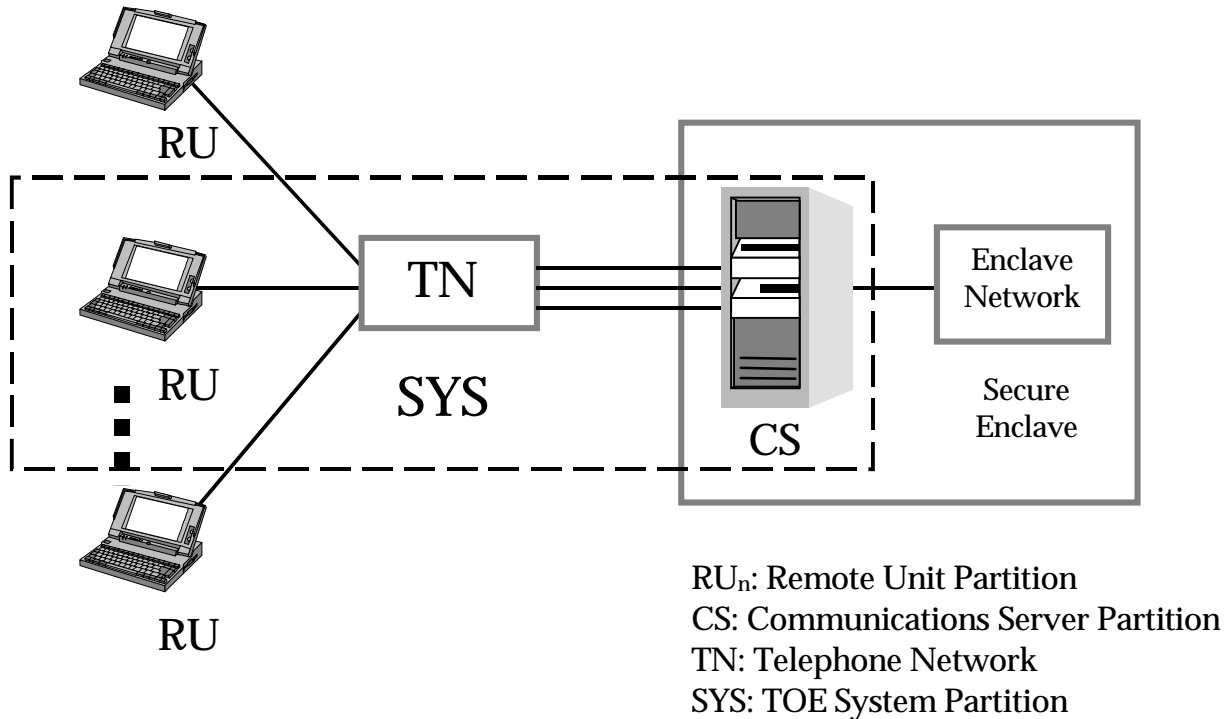 RU
TN
Enclave
Network
RU
SYS
Secure
Enclave
CS
RU
RUn: Remote Unit Partition
CS: Communications Server Partition
TN: Telephone Network
SYS: TOE System Partition